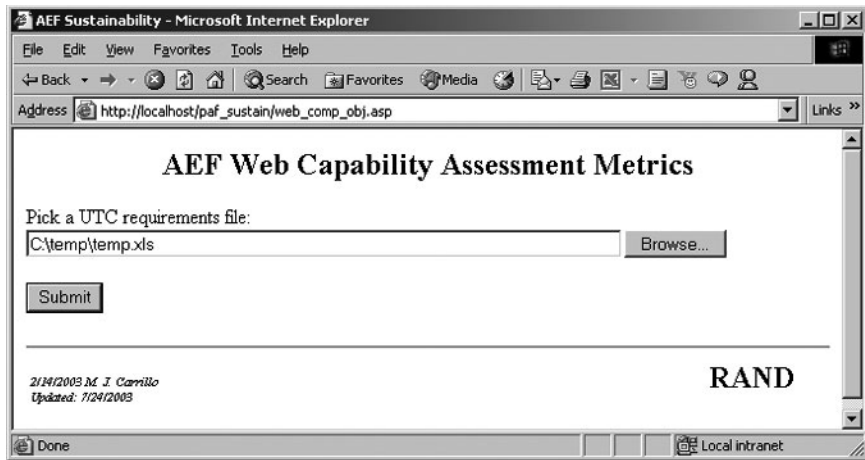 AEF Sustainability - Microsoft Internet Explorer
File Edit View Favorites Tools Help
Back Search Favorites Media
Address http://localhost/paf_sustain/web_comp_obj.asp Links »
AEF Web Capability Assessment Metrics
Pick a UTC requirements file:
C:\temp\temp.xls Browse...
Submit
2/14/2003 M. J. Carrillo RAND
Updated: 7/24/2003
Done Local intranet